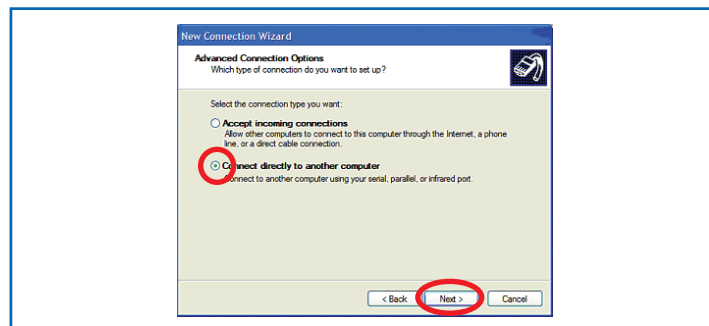 New Connection Wizard
Advanced Connection Options
Which type of connection do you want to set up?
Select the connection type you want:
Accept incoming connections
Allow other computers to connect to this computer through the Internet, a phone
line, or a direct cable connection.
Connect directly to another computer
Connect to another computer using your serial, parallel, or infrared port.
< Back Next > Cancel